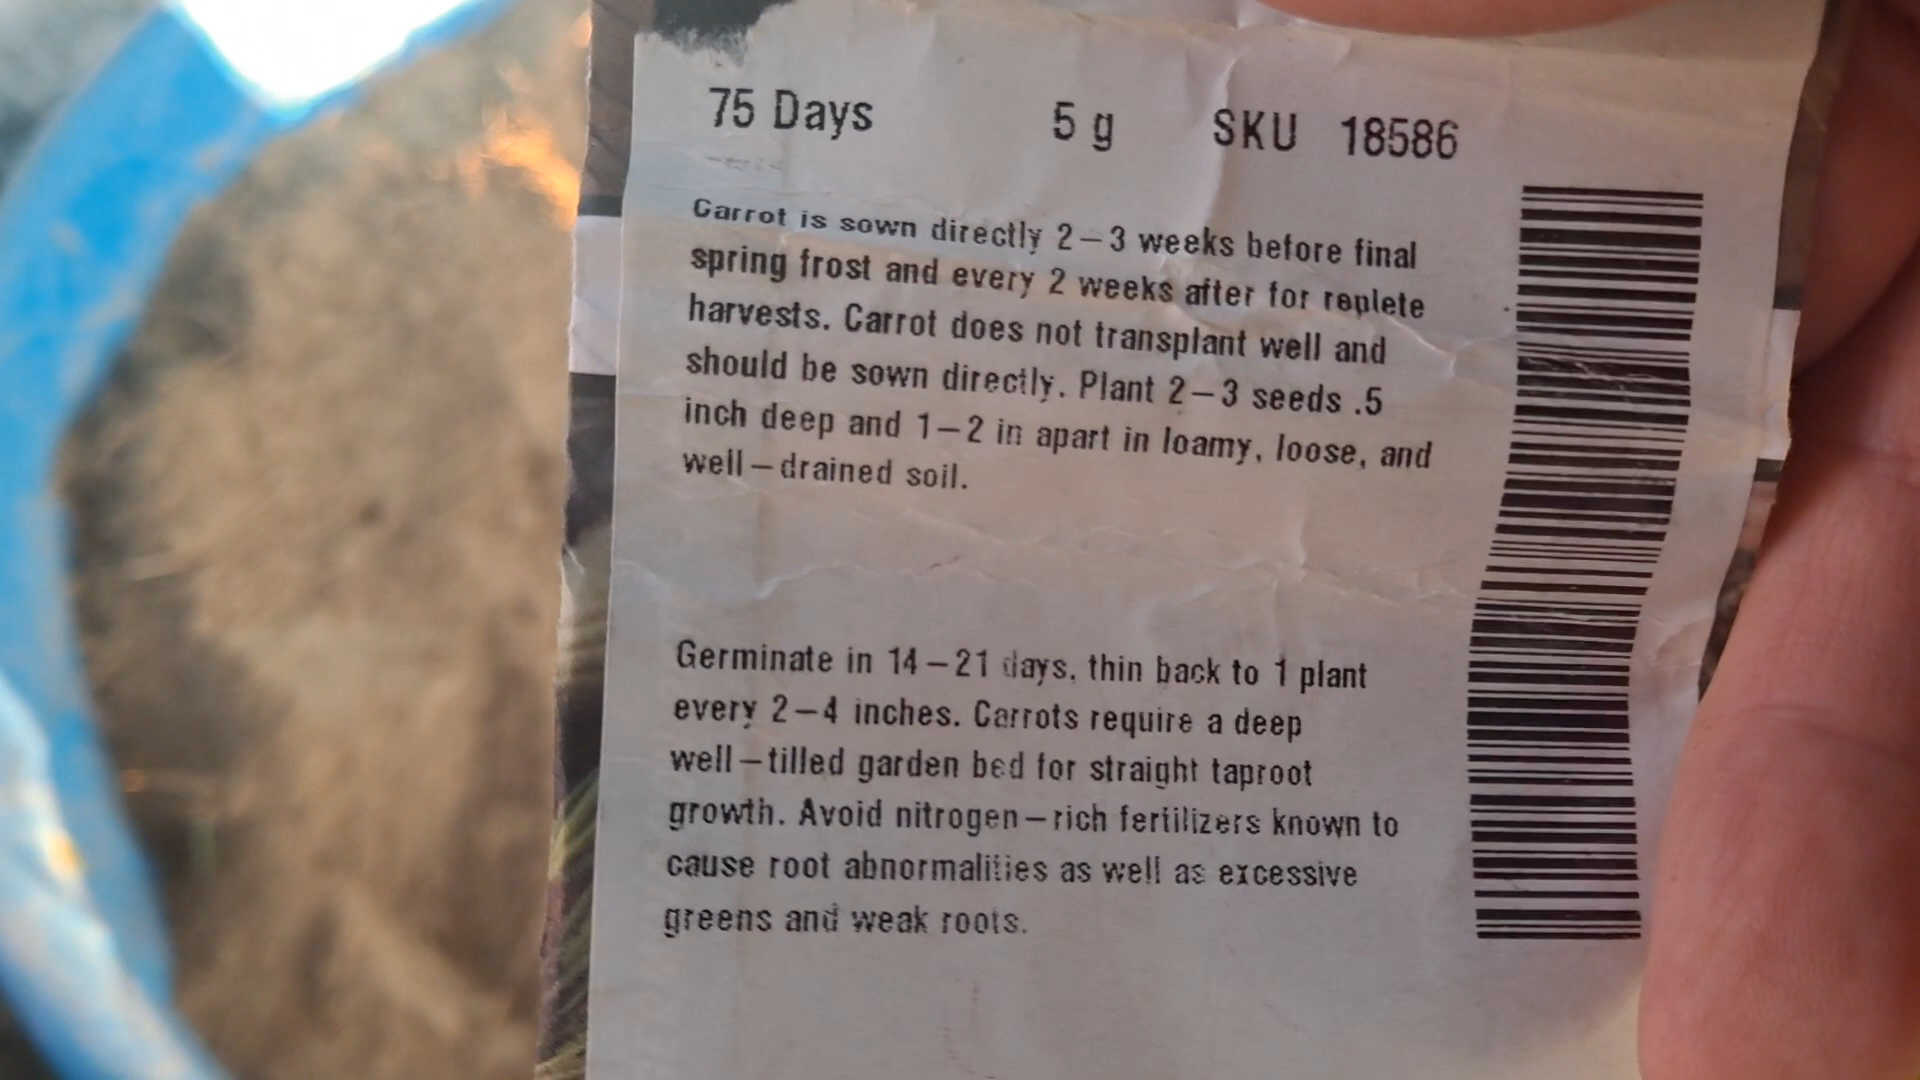 75 Days 5 g SKU 18586
Carrot is sown directly 2–3 weeks before final
spring frost and every 2 weeks after for replete
harvests. Carrot does not transplant well and
should be sown directly. Plant 2–3 seeds .5
inch deep and 1–2 in apart in loamy, loose, and
well–drained soil.
Germinate in 14–21 days, thin back to 1 plant
every 2–4 inches. Carrots require a deep
well–tilled garden bed for straight taproot
growth. Avoid nitrogen–rich fertilizers known to
cause root abnormalities as well as excessive
greens and weak roots.